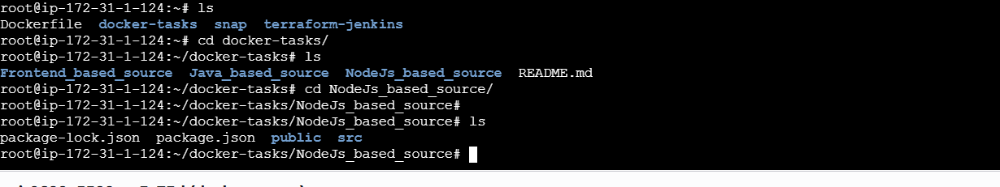 root@ip-172-31-1-124:~# ls
Dockerfile  docker-tasks  snap  terraform-jenkins
root@ip-172-31-1-124:~# cd docker-tasks/
root@ip-172-31-1-124:~/docker-tasks# ls
Frontend_based_source  Java_based_source  NodeJs_based_source  README.md
root@ip-172-31-1-124:~/docker-tasks# cd NodeJs_based_source/
root@ip-172-31-1-124:~/docker-tasks/NodeJs_based_source#
root@ip-172-31-1-124:~/docker-tasks/NodeJs_based_source# ls
package-lock.json  package.json  public  src
root@ip-172-31-1-124:~/docker-tasks/NodeJs_based_source#